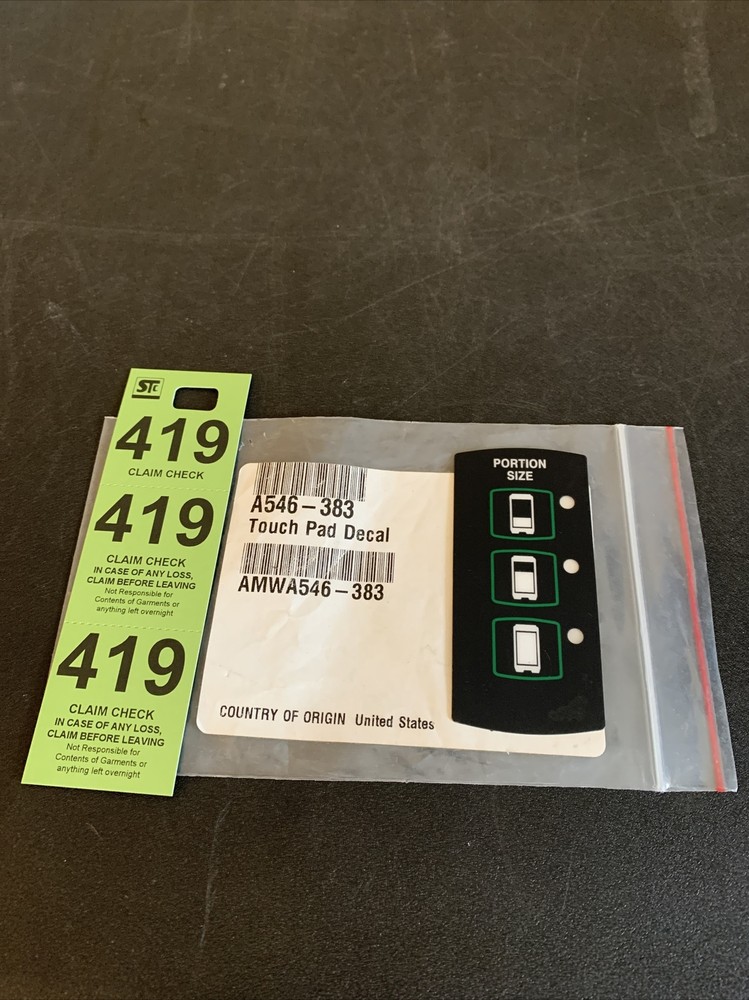 STC
419
CLAIM CHECK
419
CLAIM CHECK
IN CASE OF ANY LOSS,
CLAIM BEFORE LEAVING
Not Responsible for
Contents of Garments or
anything left overnight
419
CLAIM CHECK
IN CASE OF ANY LOSS,
CLAIM BEFORE LEAVING
Not Responsible for
Contents of Garments or
anything left overnight
A546-383
Touch Pad Decal
AMWA546-383
COUNTRY OF ORIGIN United States
PORTION
SIZE